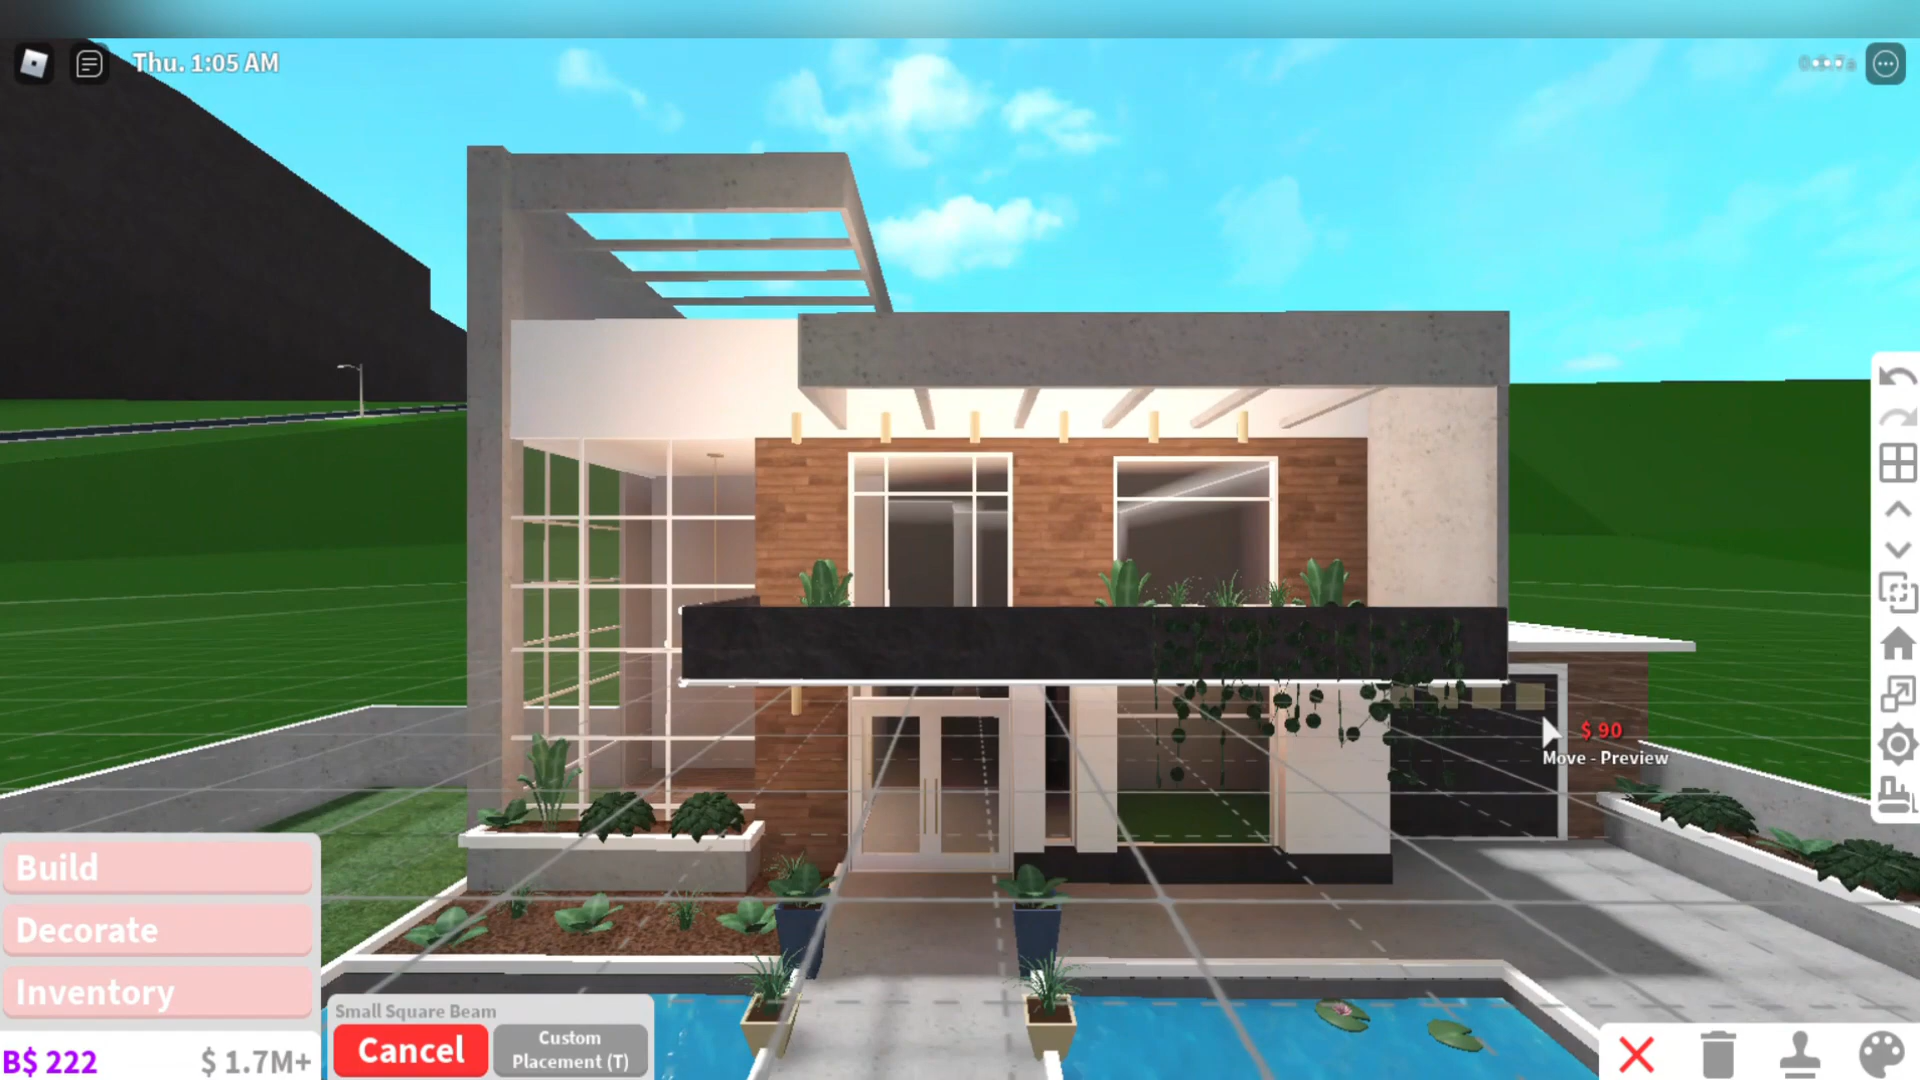 Thu. 1:05 AM
$ 90
Move - Preview
Build
Decorate
Inventory
B$ 222
$ 1.7M+
Small Square Beam
Cancel
Custom
Placement (T)